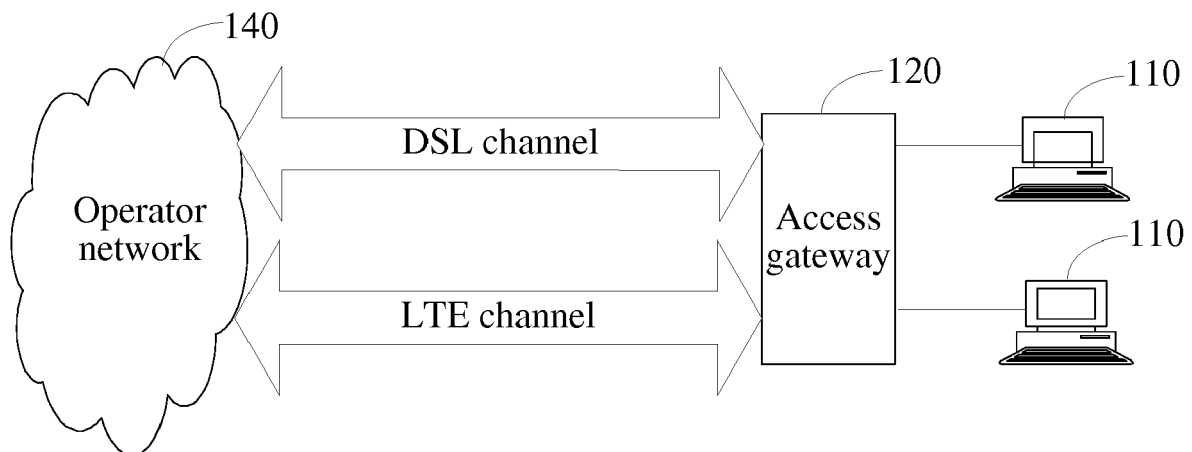 140
120
110
DSL channel
Operator
network
Access
gateway
110
LTE channel